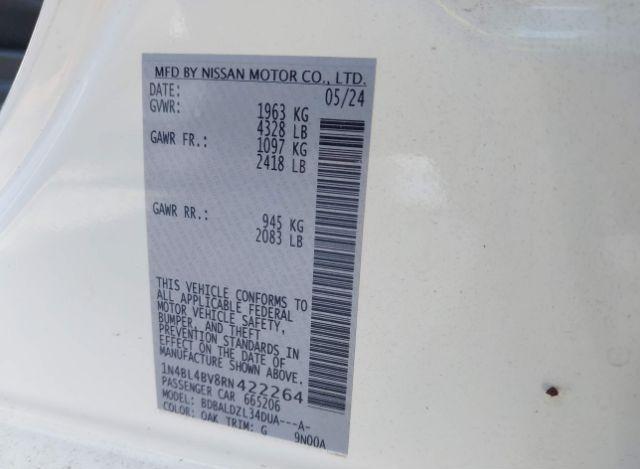 MFD BY NISSAN MOTOR CO., LTD.
DATE: 05/24
GVWR: 1963 KG
4328 LB
GAWR FR.: 1097 KG
2418 LB
GAWR RR.: 945 KG
2083 LB
THIS VEHICLE CONFORMS TO
ALL APPLICABLE FEDERAL
MOTOR VEHICLE SAFETY,
BUMPER, AND THEFT
PREVENTION STANDARDS IN
EFFECT ON THE DATE OF
MANUFACTURE SHOWN ABOVE.
1N4BL4BV8RN422264
PASSENGER CAR 665206
MODEL: BDBALDZL34DUA---A-
COLOR: OAK TRIM: G 9N00A